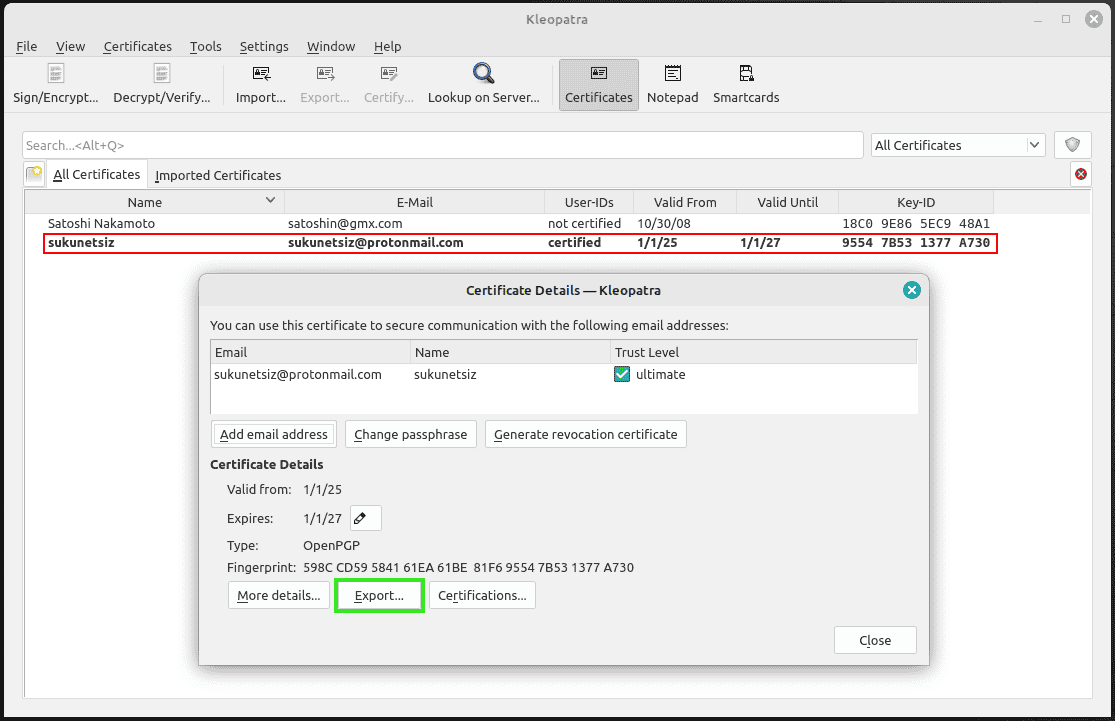 Kleopatra
File View Certificates Tools Settings Window Help
Sign/Encrypt... Decrypt/Verify... Import... Export... Certify... Lookup on Server... Certificates Notepad Smartcards
Search...<Alt+Q> All Certificates
All Certificates Imported Certificates
Name E-Mail User-IDs Valid From Valid Until Key-ID
Satoshi Nakamoto satoshin@gmx.com not certified 10/30/08 18C0 9E86 5EC9 48A1
sukunetsiz sukunetsiz@protonmail.com certified 1/1/25 1/1/27 9554 7B53 1377 A730
Certificate Details — Kleopatra
You can use this certificate to secure communication with the following email addresses:
Email Name Trust Level
sukunetsiz@protonmail.com sukunetsiz ultimate
Add email address Change passphrase Generate revocation certificate
Certificate Details
Valid from: 1/1/25
Expires: 1/1/27
Type: OpenPGP
Fingerprint: 598C CD59 5841 61EA 61BE 81F6 9554 7B53 1377 A730
More details... Export... Certifications...
Close